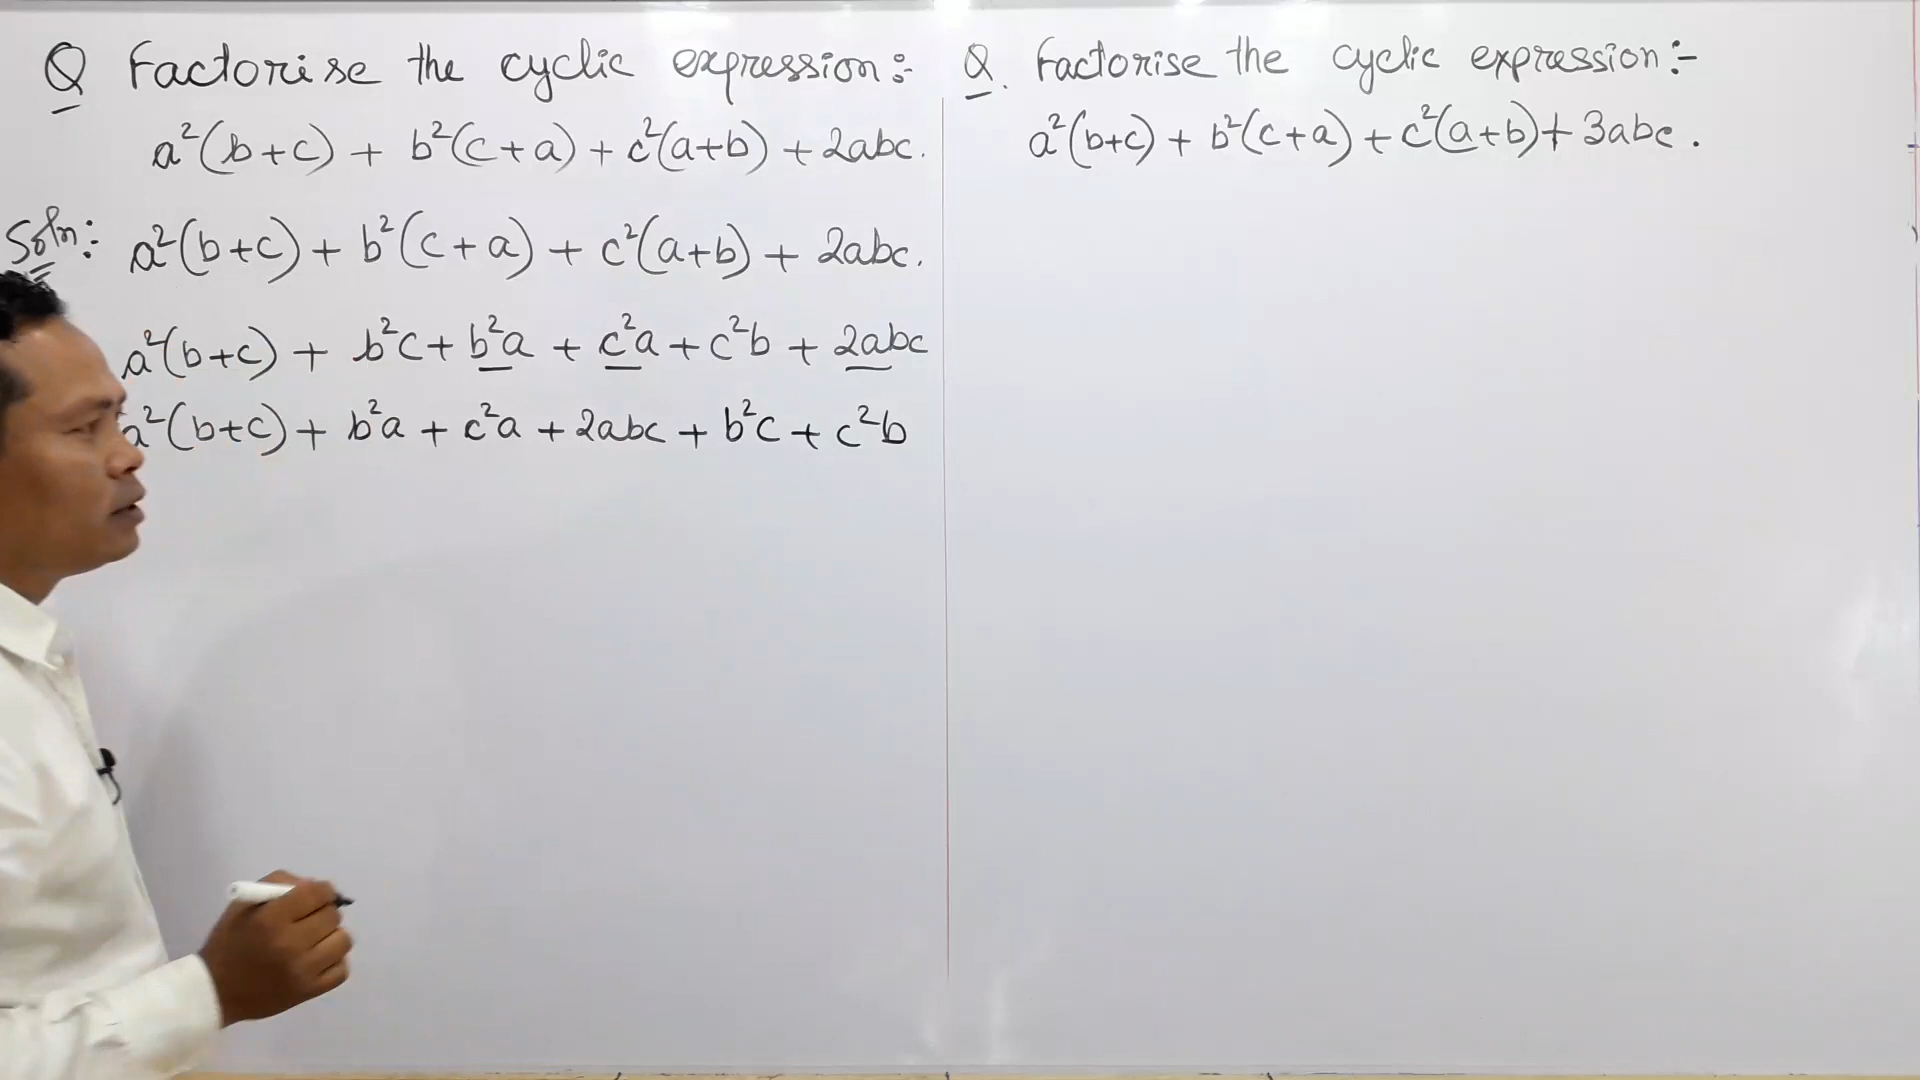 Q Factorise the cyclic expression:-
a²(b+c) + b²(c+a) + c²(a+b) + 2abc.
Soln: a²(b+c) + b²(c+a) + c²(a+b) + 2abc.
a²(b+c) + b²c + b²a + c²a + c²b + 2abc
a²(b+c) + b²a + c²a + 2abc + b²c + c²b
Q. Factorise the cyclic expression:-
a²(b+c) + b²(c+a) + c²(a+b) + 3abc.